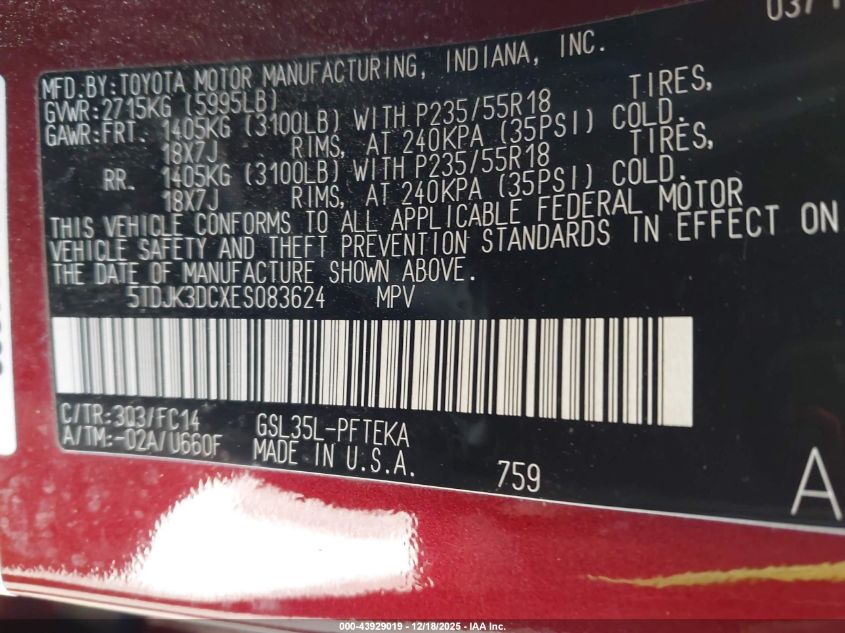 03/1
MFD.BY:TOYOTA MOTOR MANUFACTURING, INDIANA, INC.
GVWR:2715KG (5995LB)
GAWR:FRT. 1405KG (3100LB) WITH P235/55R18 TIRES,
18X7J RIMS, AT 240KPA (35PSI) COLD.
RR. 1405KG (3100LB) WITH P235/55R18 TIRES,
18X7J RIMS, AT 240KPA (35PSI) COLD.
THIS VEHICLE CONFORMS TO ALL APPLICABLE FEDERAL MOTOR
VEHICLE SAFETY AND THEFT PREVENTION STANDARDS IN EFFECT ON
THE DATE OF MANUFACTURE SHOWN ABOVE.
5TDJK3DCXES083624 MPV
C/TR:3Q3/FC14 GSL35L-PFTEKA
A/TM:-02A/U660F MADE IN U.S.A.
759
A
000-43929019 - 12/18/2025 - IAA Inc.